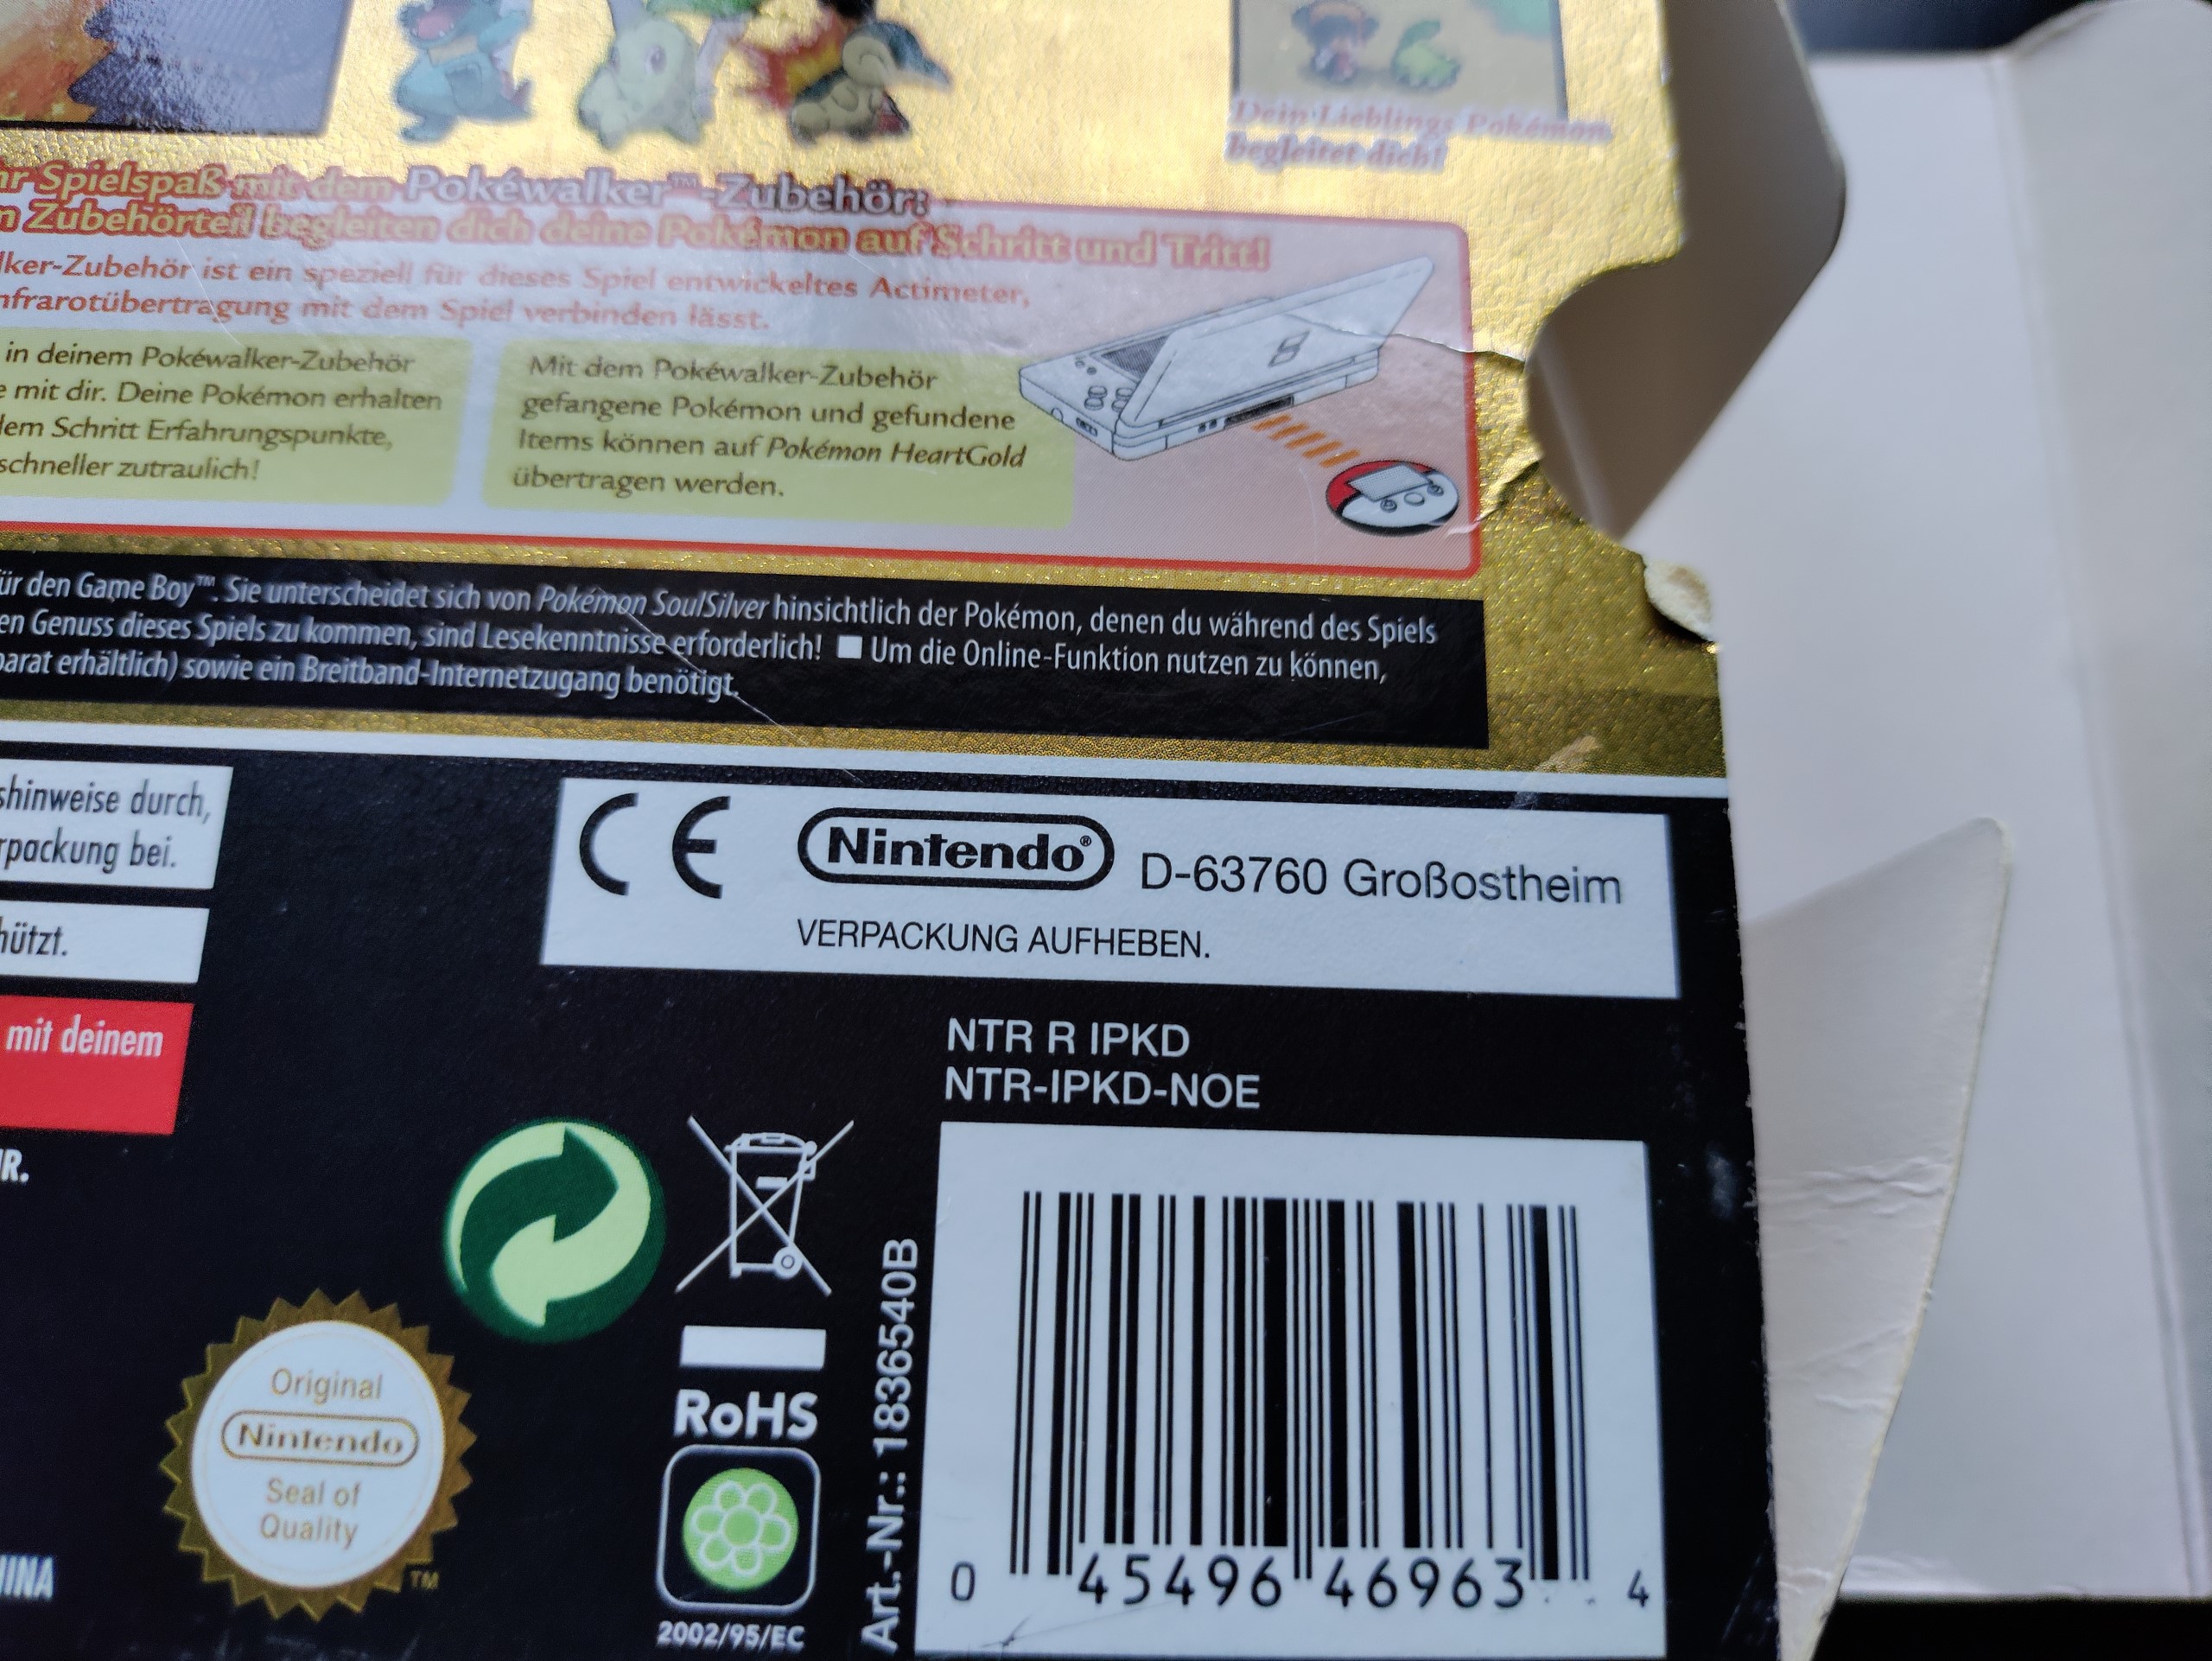 Dein Lieblings-Pokémon
begleitet dich!
Spielspaß mit dem Pokéwalker™-Zubehör:
Zubehörteil begleiten dich deine Pokémon auf Schritt und Tritt!
lker-Zubehör ist ein speziell für dieses Spiel entwickeltes Actimeter,
nfrarotübertragung mit dem Spiel verbinden lässt.
in deinem Pokéwalker-Zubehör
e mit dir. Deine Pokémon erhalten
dem Schritt Erfahrungspunkte,
schneller zutraulich!
Mit dem Pokéwalker-Zubehör
gefangene Pokémon und gefundene
Items können auf Pokémon HeartGold
übertragen werden.
ür den Game Boy™. Sie unterscheidet sich von Pokémon SoulSilver hinsichtlich der Pokémon, denen du während des Spiels
en Genuss dieses Spiels zu kommen, sind Lesekenntnisse erforderlich! ■ Um die Online-Funktion nutzen zu können,
parat erhältlich) sowie ein Breitband-Internetzugang benötigt.
shinweise durch,
rpackung bei.
hützt.
mit deinem
R.
INA
CE Nintendo® D-63760 Großostheim
VERPACKUNG AUFHEBEN.
NTR R IPKD
NTR-IPKD-NOE
Original
Nintendo
Seal of
Quality
TM
RoHS
2002/95/EC
Art.-Nr.: 1836540B
0 45496 46963 4